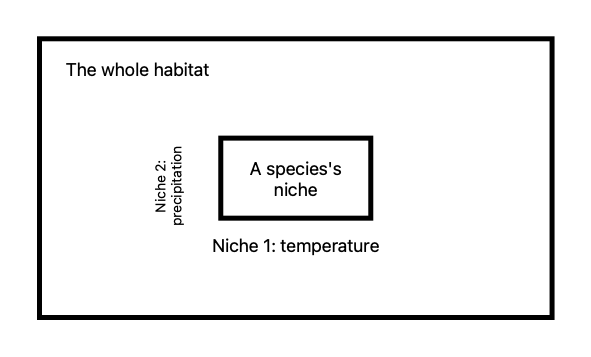 The whole habitat
Niche 2:
precipitation
A species's
niche
Niche 1: temperature